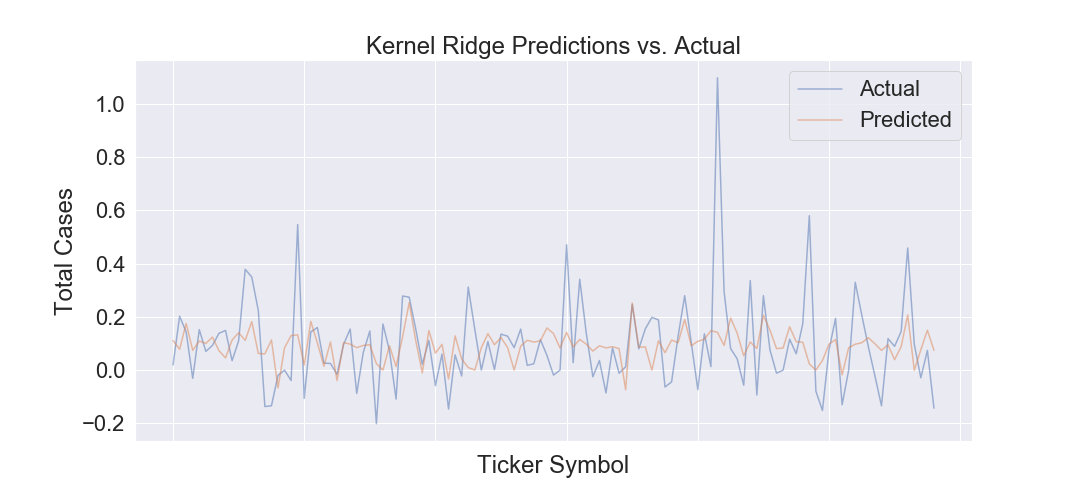 Kernel Ridge Predictions vs. Actual
Actual
Predicted
1.0
0.8
0.6
0.4
0.2
0.0
−0.2
Total Cases
Ticker Symbol